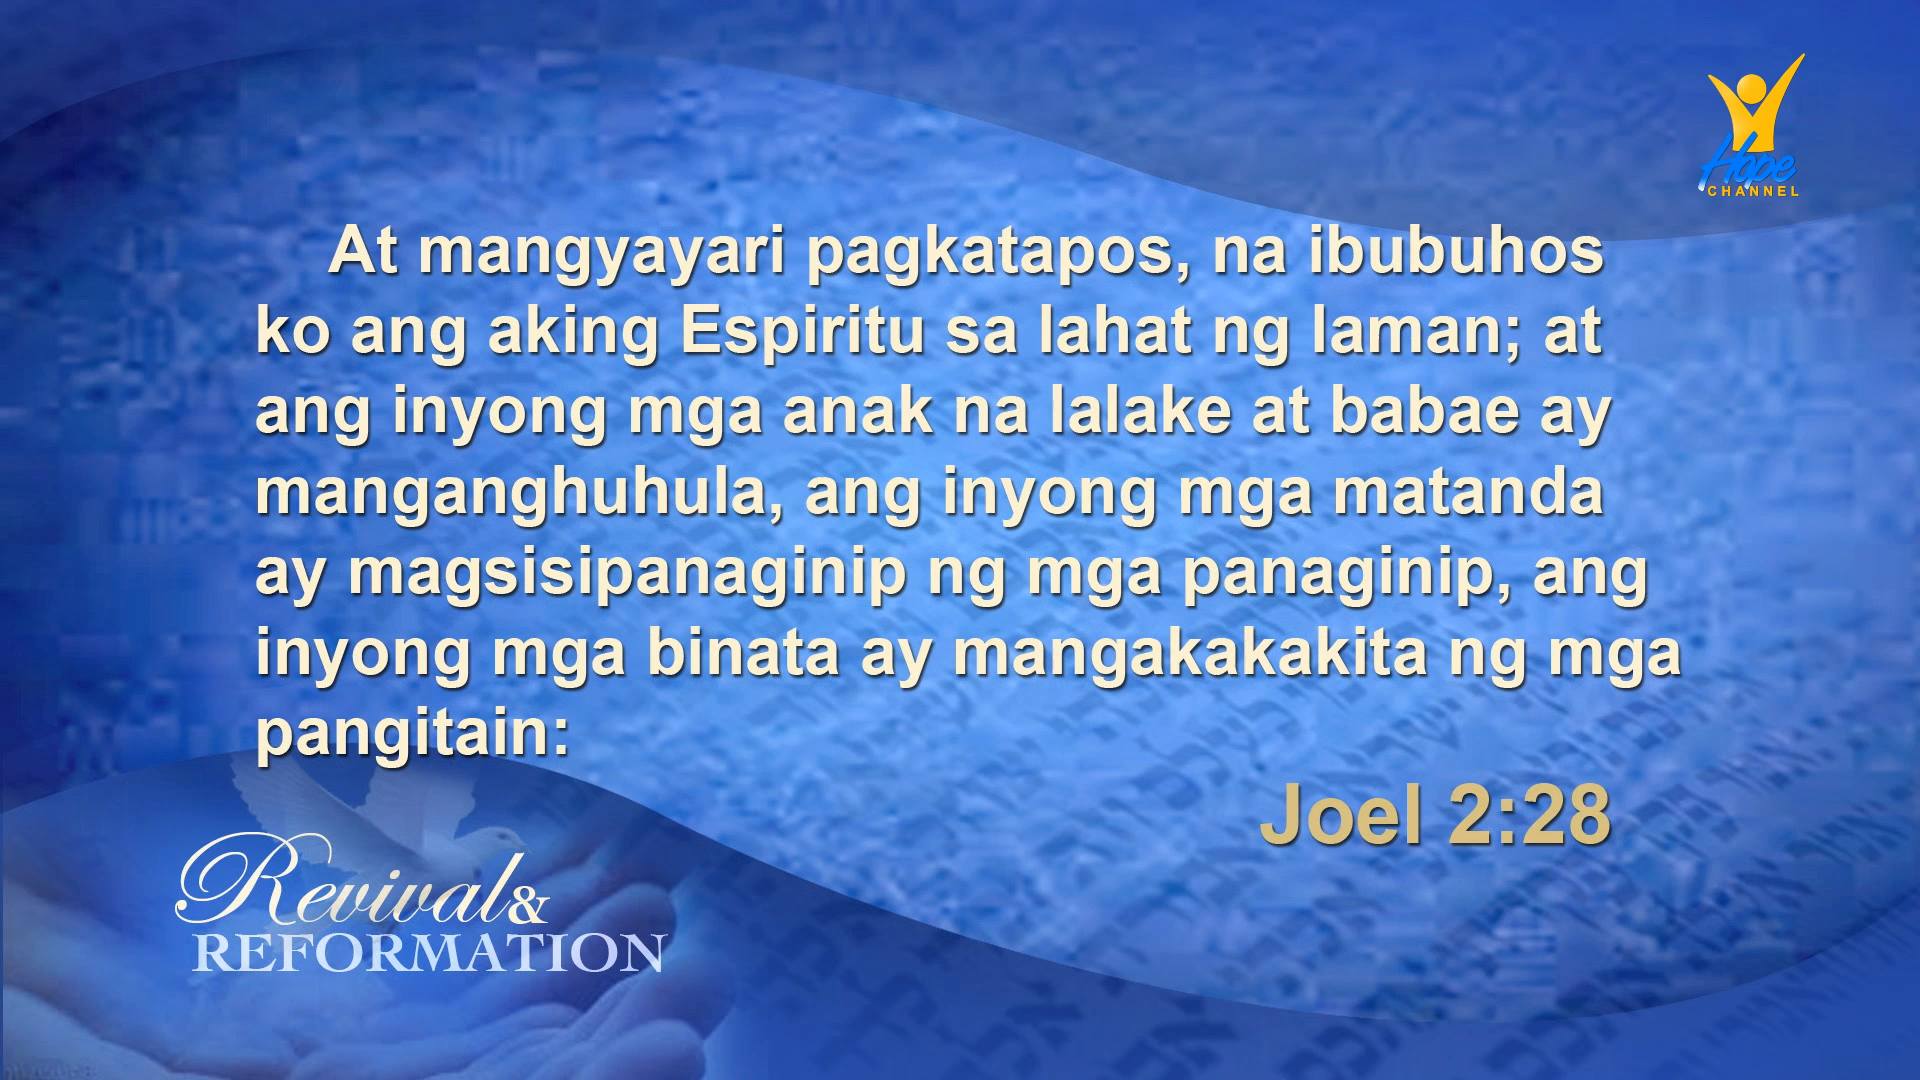 Hope
CHANNEL
At mangyayari pagkatapos, na ibubuhos
ko ang aking Espiritu sa lahat ng laman; at
ang inyong mga anak na lalake at babae ay
manganghuhula, ang inyong mga matanda
ay magsisipanaginip ng mga panaginip, ang
inyong mga binata ay mangakakakita ng mga
pangitain:
Joel 2:28
Revival &
REFORMATION